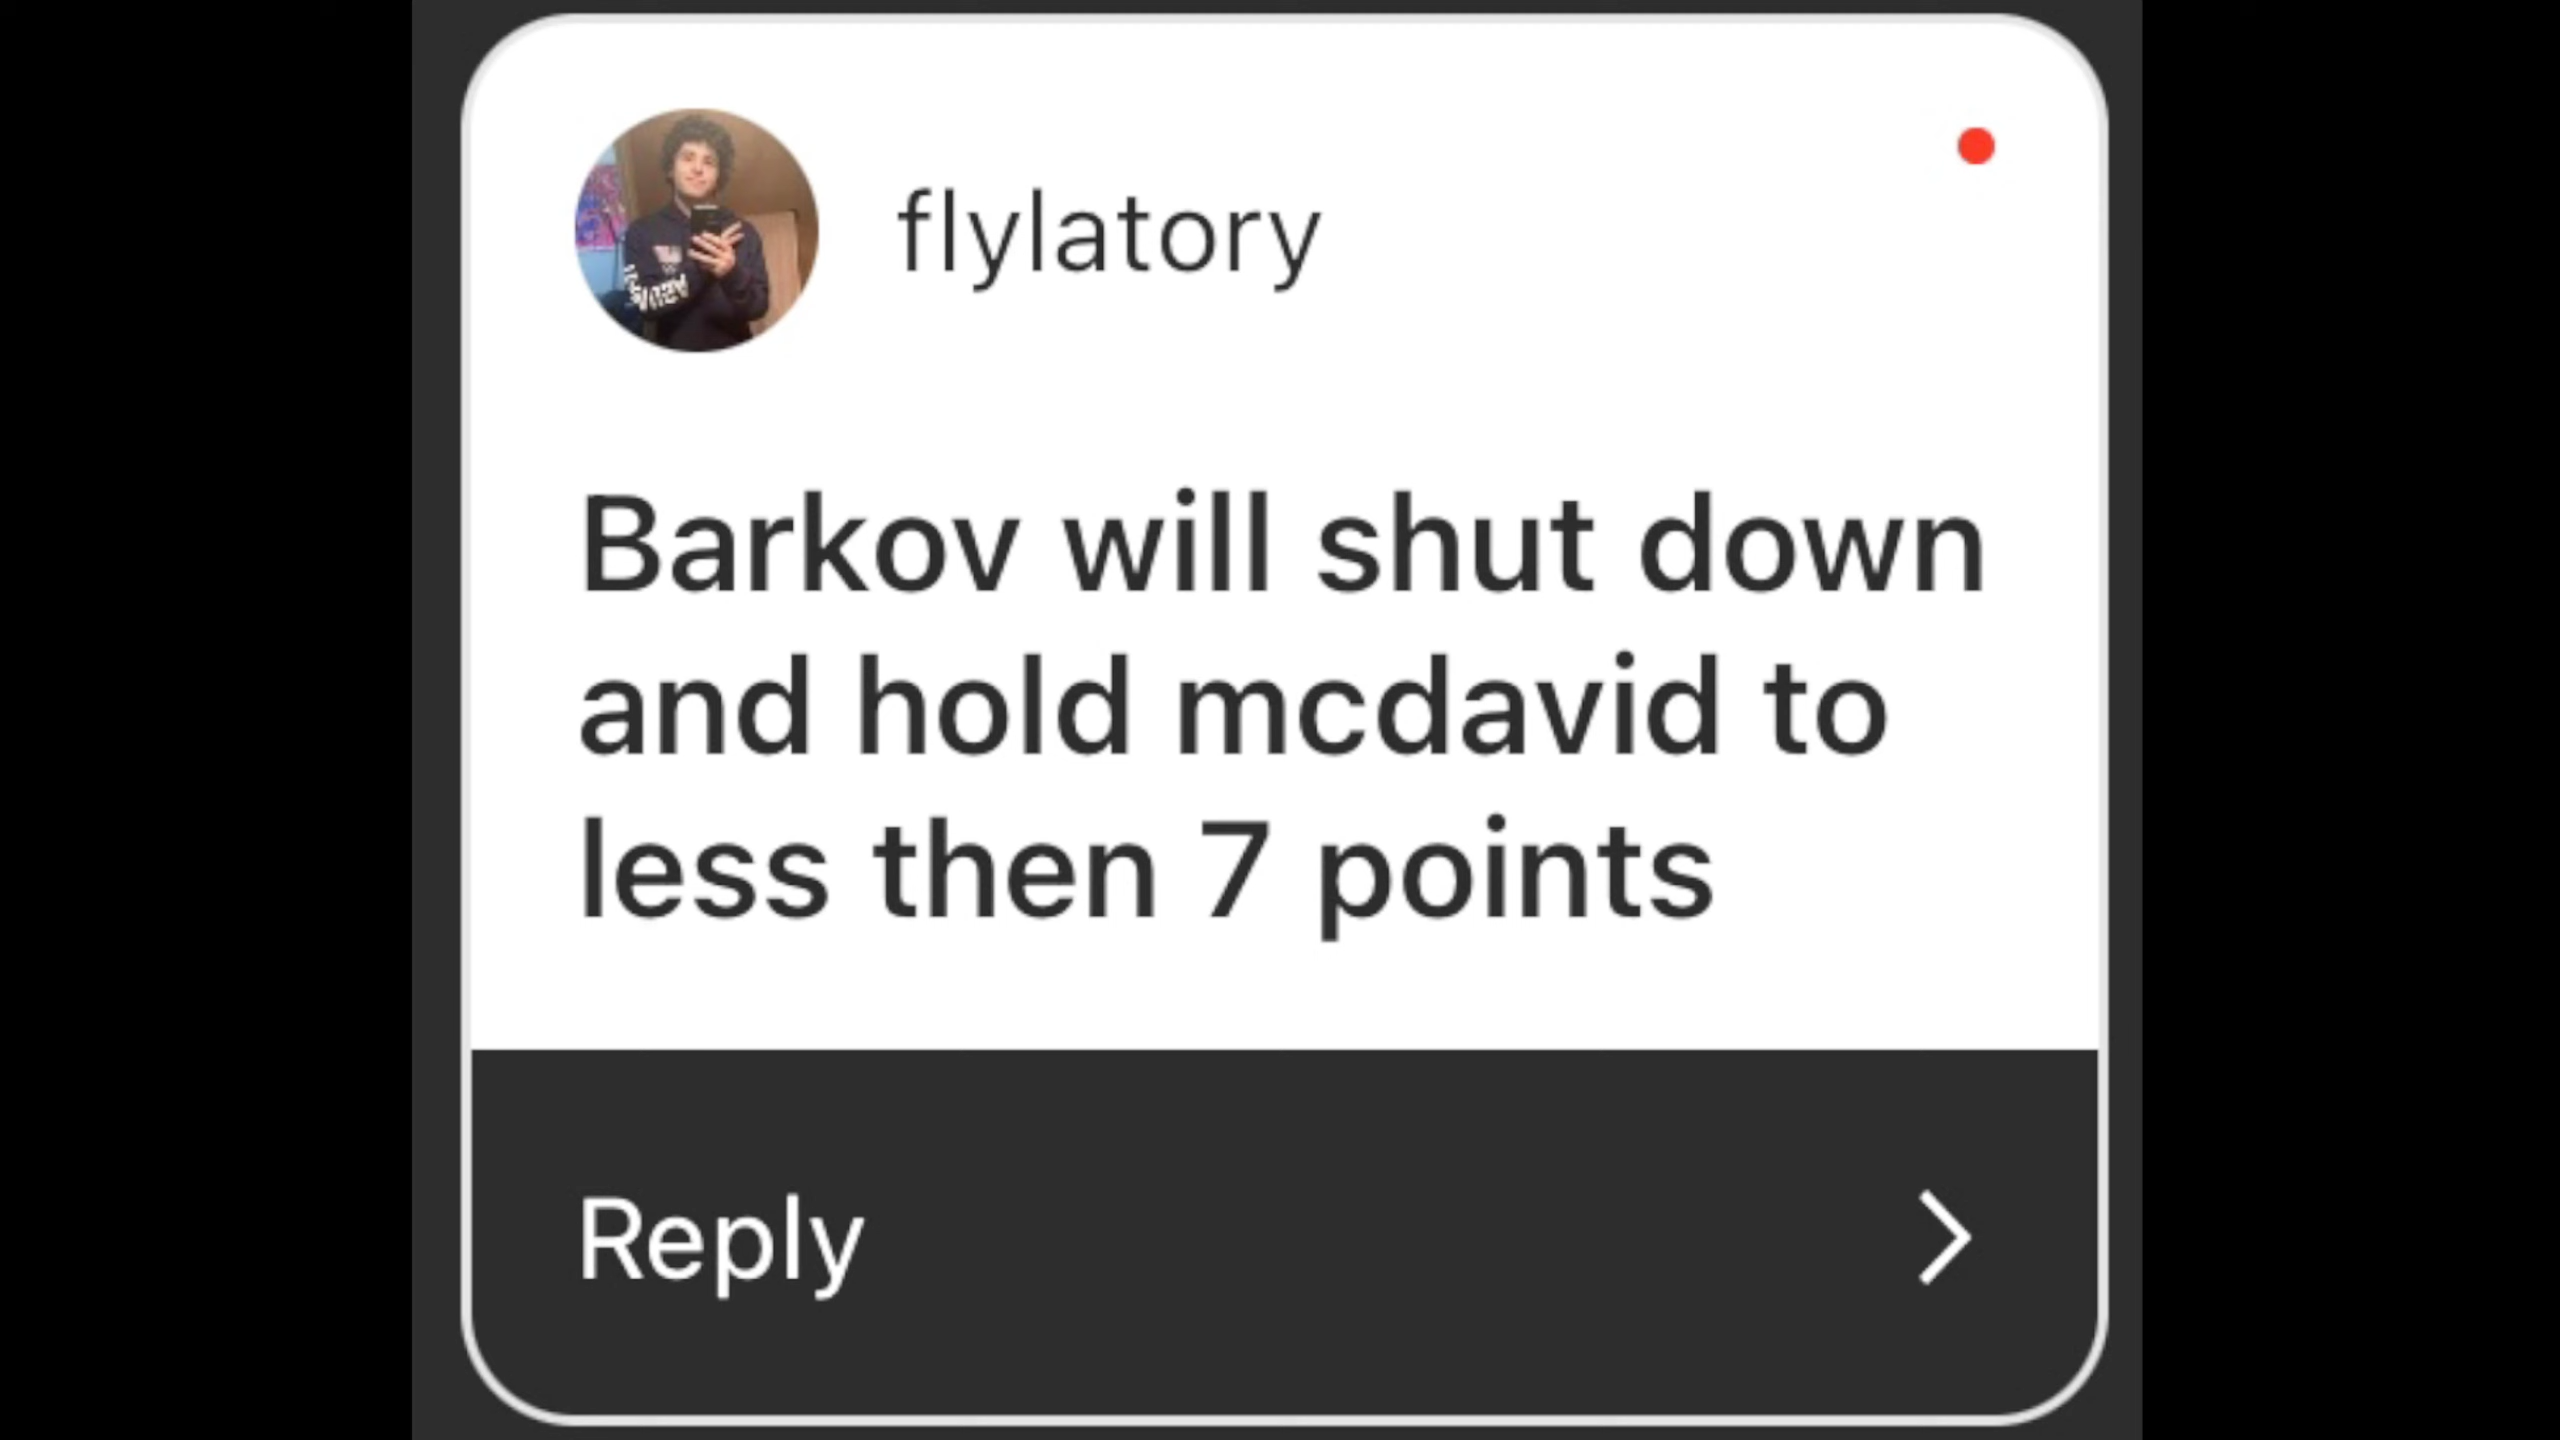 flylatory
Barkov will shut down
and hold mcdavid to
less then 7 points
Reply